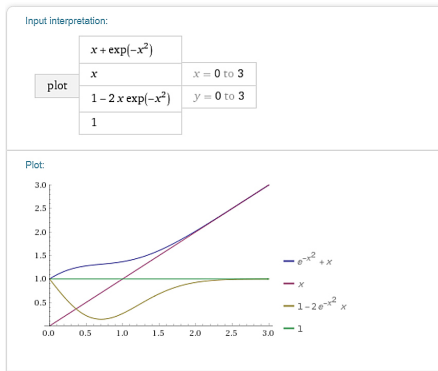 Input interpretation:
plot
x + exp(-x²)
x
1 - 2 x exp(-x²)
1
x = 0 to 3
y = 0 to 3
Plot:
3.0
2.5
2.0
1.5
1.0
0.5
0.0 0.5 1.0 1.5 2.0 2.5 3.0
e^-x² + x
x
1 - 2 e^-x² x
1